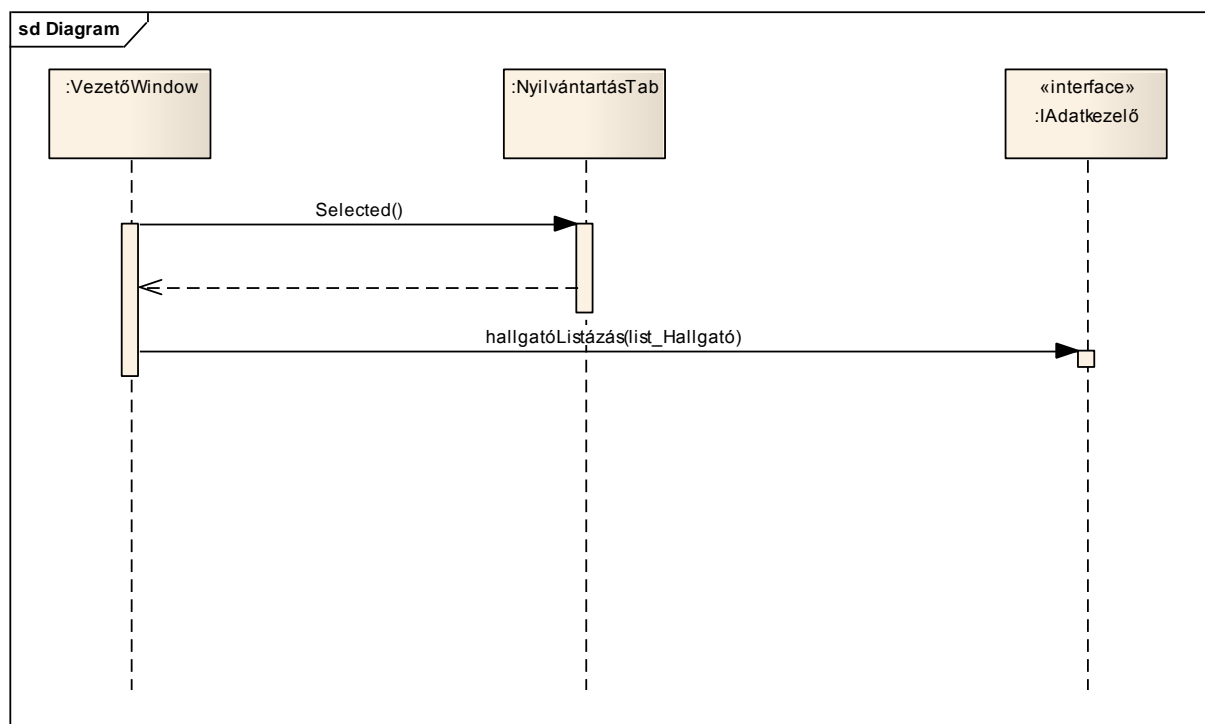 sd Diagram
:VezetőWindow
:NyilvántartásTab
«interface»
:IAdatkezelő
Selected()
hallgatóListázás(list_Hallgató)